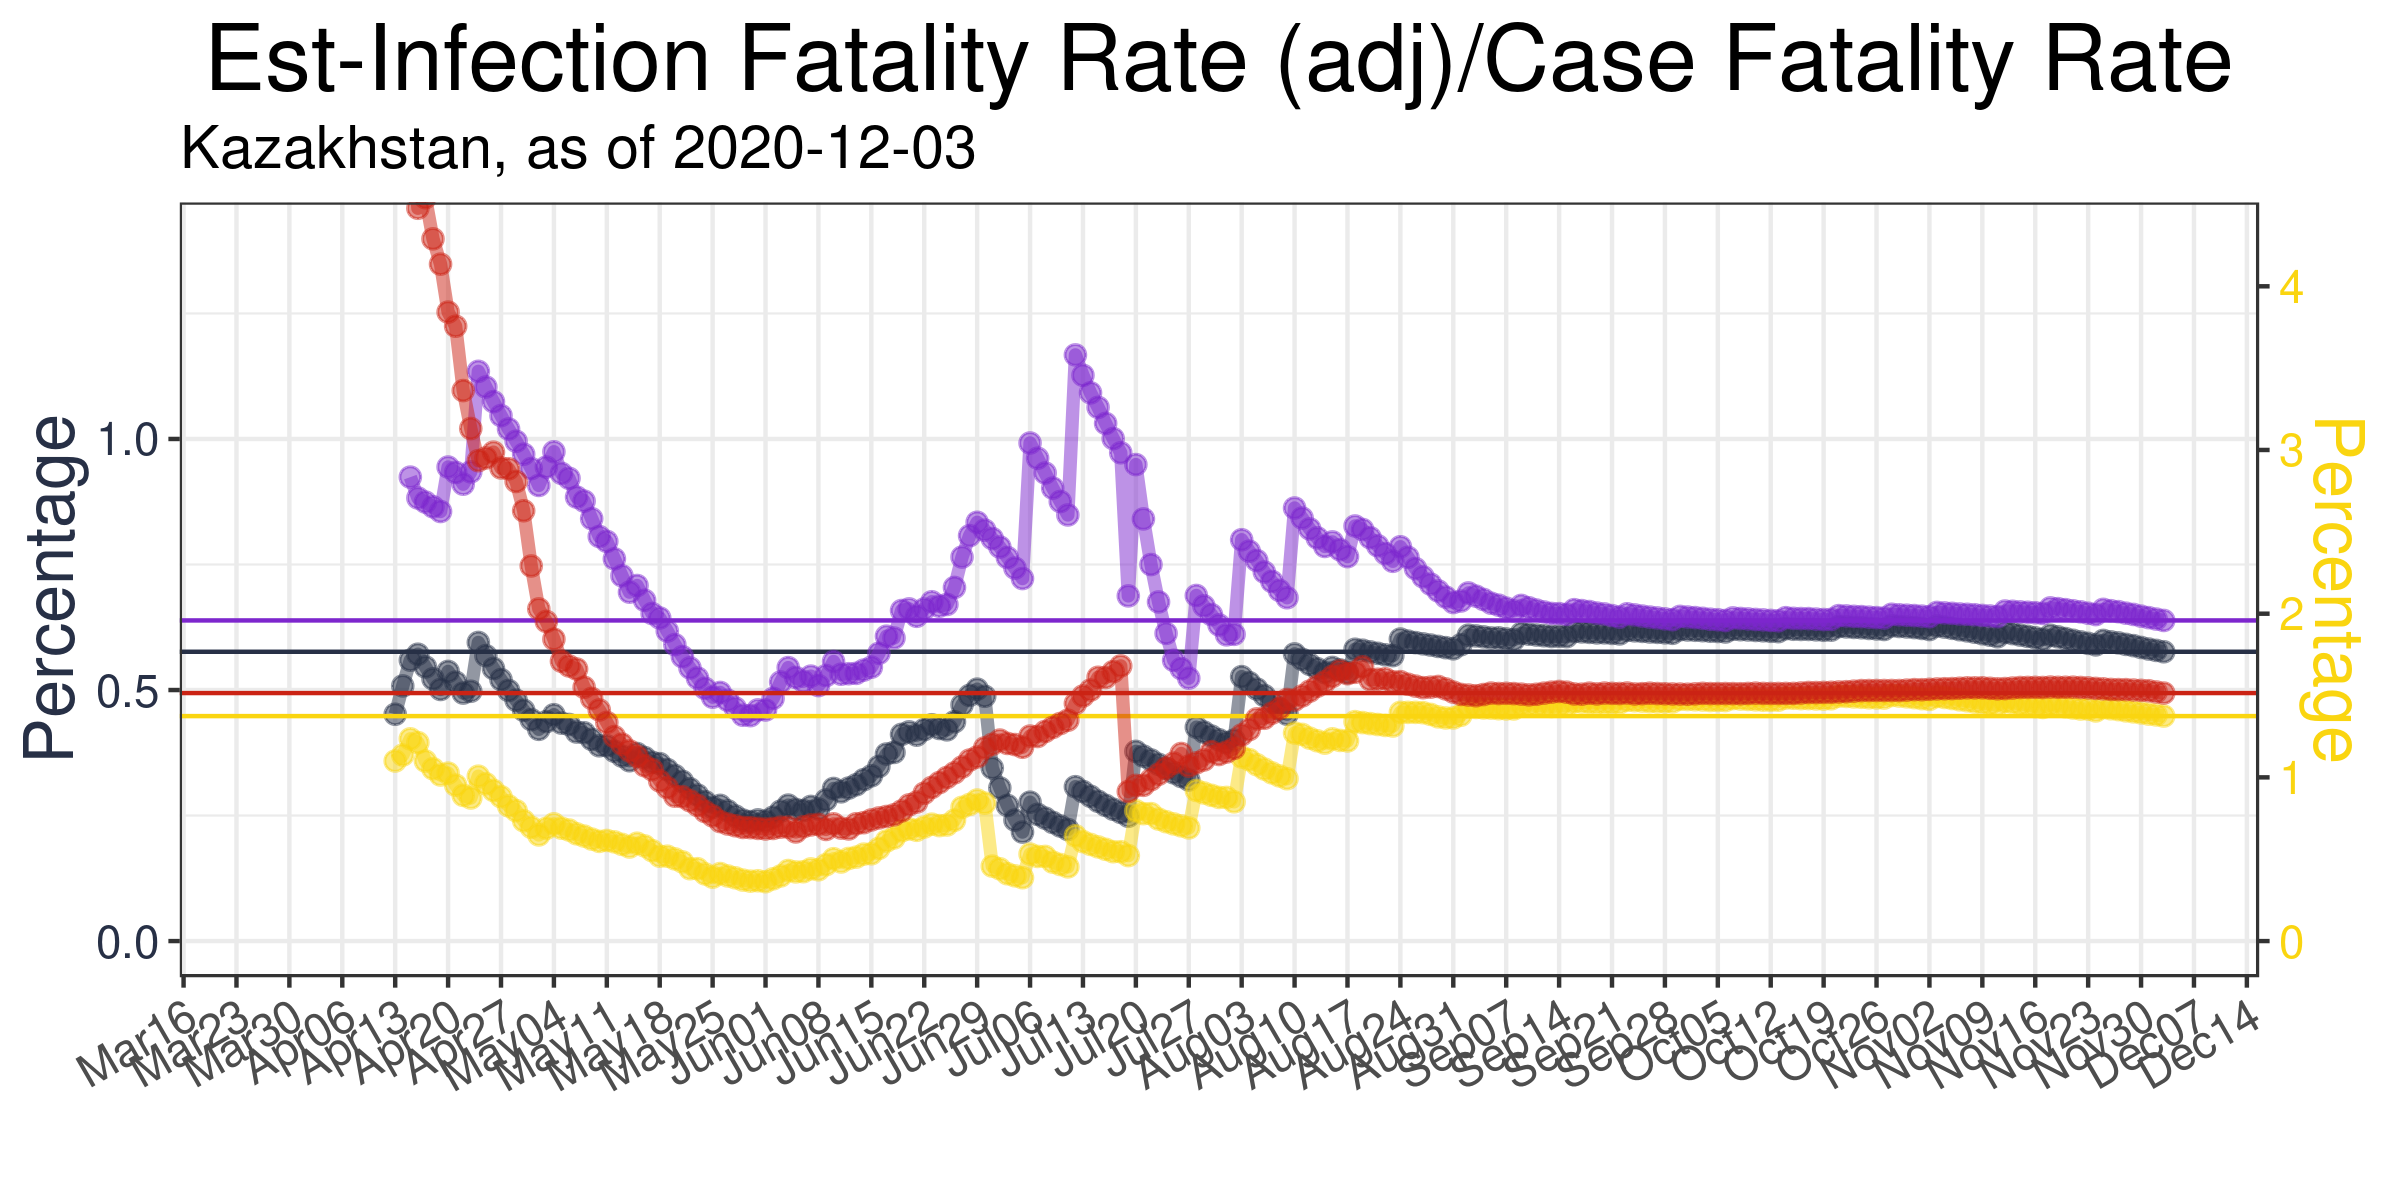 Est-Infection Fatality Rate (adj)/Case Fatality Rate
Kazakhstan, as of 2020-12-03
Percentage
1.0
0.5
0.0
4
3
2
1
0
Percentage
Mar16
Mar23
Mar30
Apr06
Apr13
Apr20
Apr27
May04
May11
May18
May25
Jun01
Jun08
Jun15
Jun22
Jun29
Jul06
Jul13
Jul20
Jul27
Aug03
Aug10
Aug17
Aug24
Aug31
Sep07
Sep14
Sep21
Sep28
Oct05
Oct12
Oct19
Oct26
Nov02
Nov09
Nov16
Nov23
Nov30
Dec07
Dec14